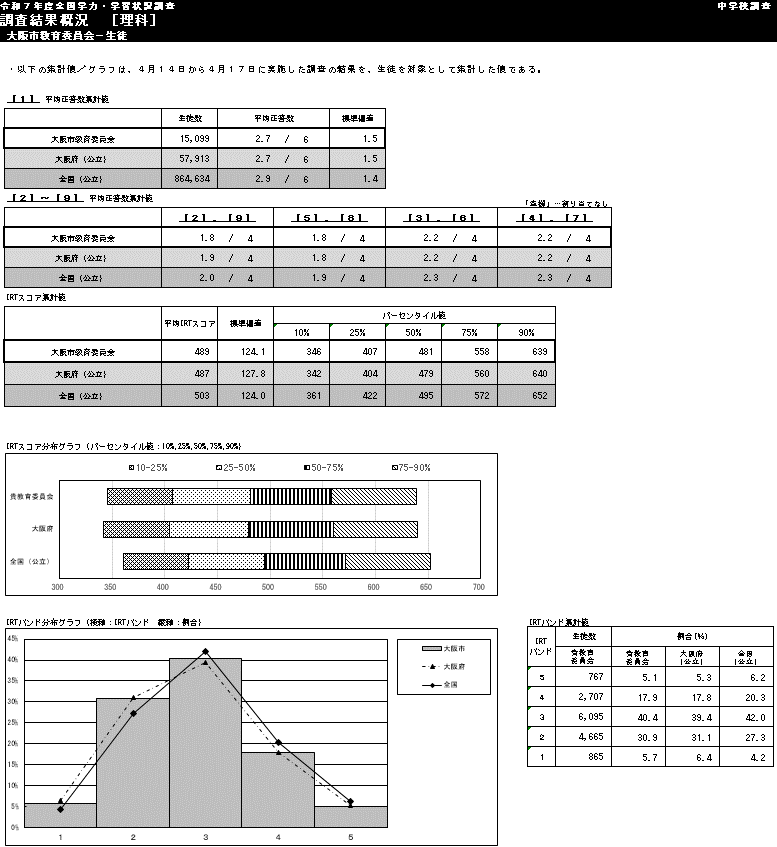 令和７年度全国学力・学習状況調査
中学校調査
調査結果概況　［理科］
大阪市教育委員会－生徒
・以下の集計値／グラフは、４月１４日から４月１７日に実施した調査の結果を、生徒を対象として集計した値である。
［１］ 平均正答数集計値
生徒数 平均正答数 標準偏差
大阪市教育委員会 15,099 2.7 / 6 1.5
大阪府（公立） 57,913 2.7 / 6 1.5
全国（公立） 864,634 2.9 / 6 1.4
［２］～［９］ 平均正答数集計値
「斜線」…割り当てなし
［２］．［９］ ［５］．［８］ ［３］．［６］ ［４］．［７］
大阪市教育委員会 1.8 / 4 1.8 / 4 2.2 / 4 2.2 / 4
大阪府（公立） 1.9 / 4 1.8 / 4 2.2 / 4 2.2 / 4
全国（公立） 2.0 / 4 1.9 / 4 2.3 / 4 2.3 / 4
IRTスコア集計値
平均IRTスコア 標準偏差 パーセンタイル値
10% 25% 50% 75% 90%
大阪市教育委員会 489 124.1 346 407 481 558 639
大阪府（公立） 487 127.8 342 404 479 560 640
全国（公立） 503 124.0 361 422 495 572 652
IRTスコア分布グラフ（パーセンタイル値：10%,25%,50%,75%,90%）
10-25% 25-50% 50-75% 75-90%
貴教育委員会
大阪府
全国（公立）
300 350 400 450 500 550 600 650 700
IRTバンド分布グラフ（横軸：IRTバンド　縦軸：割合）
45%
40%
35%
30%
25%
20%
15%
10%
5%
0%
1 2 3 4 5
大阪市
大阪府
全国
IRTバンド集計値
IRTバンド 生徒数 割合(%)
貴教育委員会 貴教育委員会 大阪府（公立） 全国（公立）
5 767 5.1 5.3 6.2
4 2,707 17.9 17.8 20.3
3 6,095 40.4 39.4 42.0
2 4,665 30.9 31.1 27.3
1 865 5.7 6.4 4.2